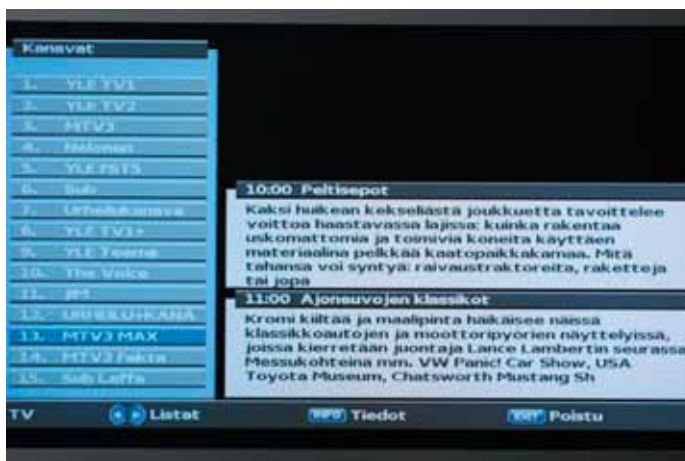 Kanavat
1. YLE TV1
2. YLE TV2
3. MTV3
4. Nelonen
5. YLE FST5
6. Sub
7. Urheilukanava
8. YLE TV1+
9. YLE Teema
10. The Voice
11. JIM
12. URHEILU+KANA
13. MTV3 MAX
14. MTV3 Fakta
15. Sub Leffa
10:00 Peltisepot
Kaksi huikean kekseliästä joukkuetta tavoittelee
voittoa haastavassa lajissa: kuinka rakentaa
uskomattomia ja toimivia koneita käyttäen
materiaalina pelkkää kaatopaikkakamaa. Mitä
tahansa voi syntyä: raivaustraktoreita, raketteja
tai jopa
11:00 Ajoneuvojen klassikot
Kromi kiiltää ja maalipinta häikäisee näissä
klassikkoautojen ja moottoripyörien näyttelyissä,
joissa kierretään juontaja Lance Lambertin seurassa
Messukohteina mm. VW Panic! Car Show, USA
Toyota Museum, Chatsworth Mustang Sh
TV Listat INFO Tiedot EXIT Poistu